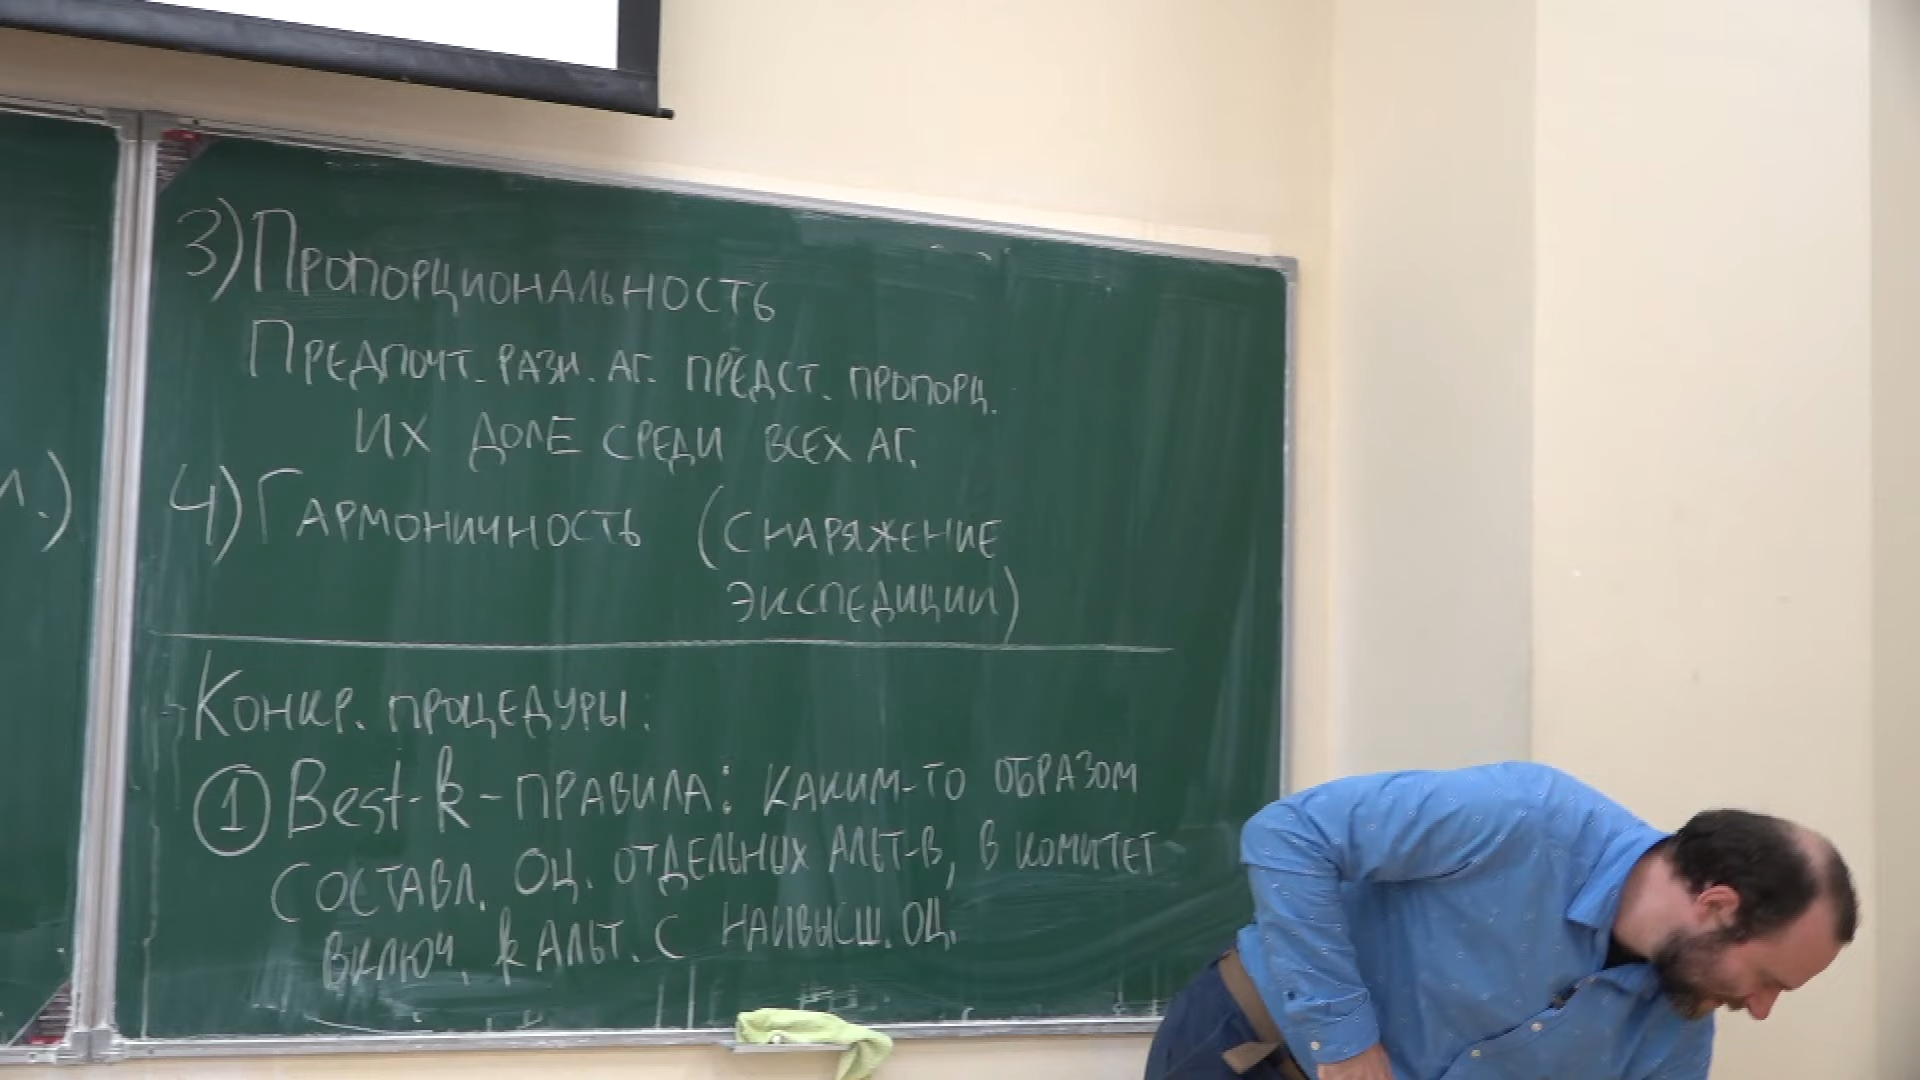 л.)
3) Пропорциональность
Предпочт. разн. аг. предст. пропорц.
их доле среди всех аг.
4) Гармоничность (снаряжение
экспедиции)
Конкр. процедуры:
① Best-k-правила: каким-то образом
составл. оц. отдельных альт-в, в комитет
включ. k альт. с наивысш. оц.